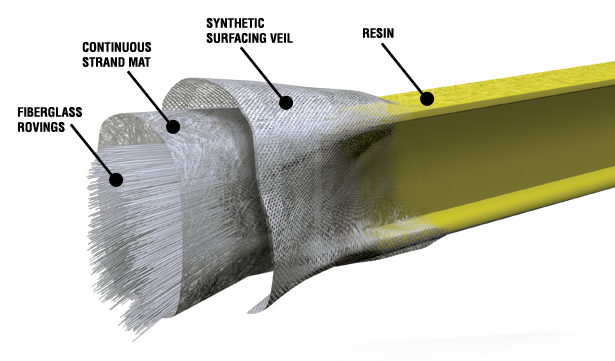 SYNTHETIC
SURFACING VEIL
RESIN
CONTINUOUS
STRAND MAT
FIBERGLASS
ROVINGS